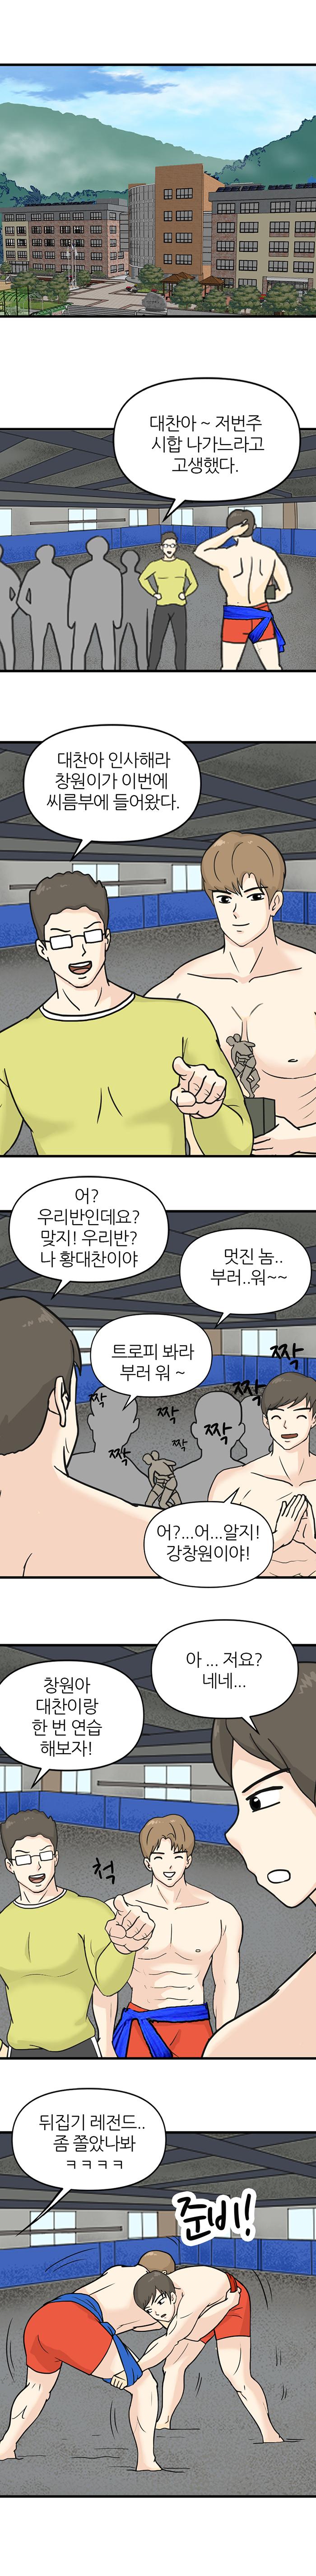 대찬아 ~ 저번주
시합 나가느라고
고생했다.
대찬아 인사해라
창원이가 이번에
씨름부에 들어왔다.
어?
우리반인데요?
맞지! 우리반?
나 황대찬이야
멋진 놈..
부러..워~~
트로피 봐라
부러 워 ~
짝
짝
짝
짝
짝
짝
짝
어?...어...알지!
강창원이야!
아 ... 저요?
네네...
창원아
대찬이랑
한 번 연습
해보자!
척
뒤집기 레전드..
좀 쫄았나봐
ㅋㅋㅋㅋ
준비!